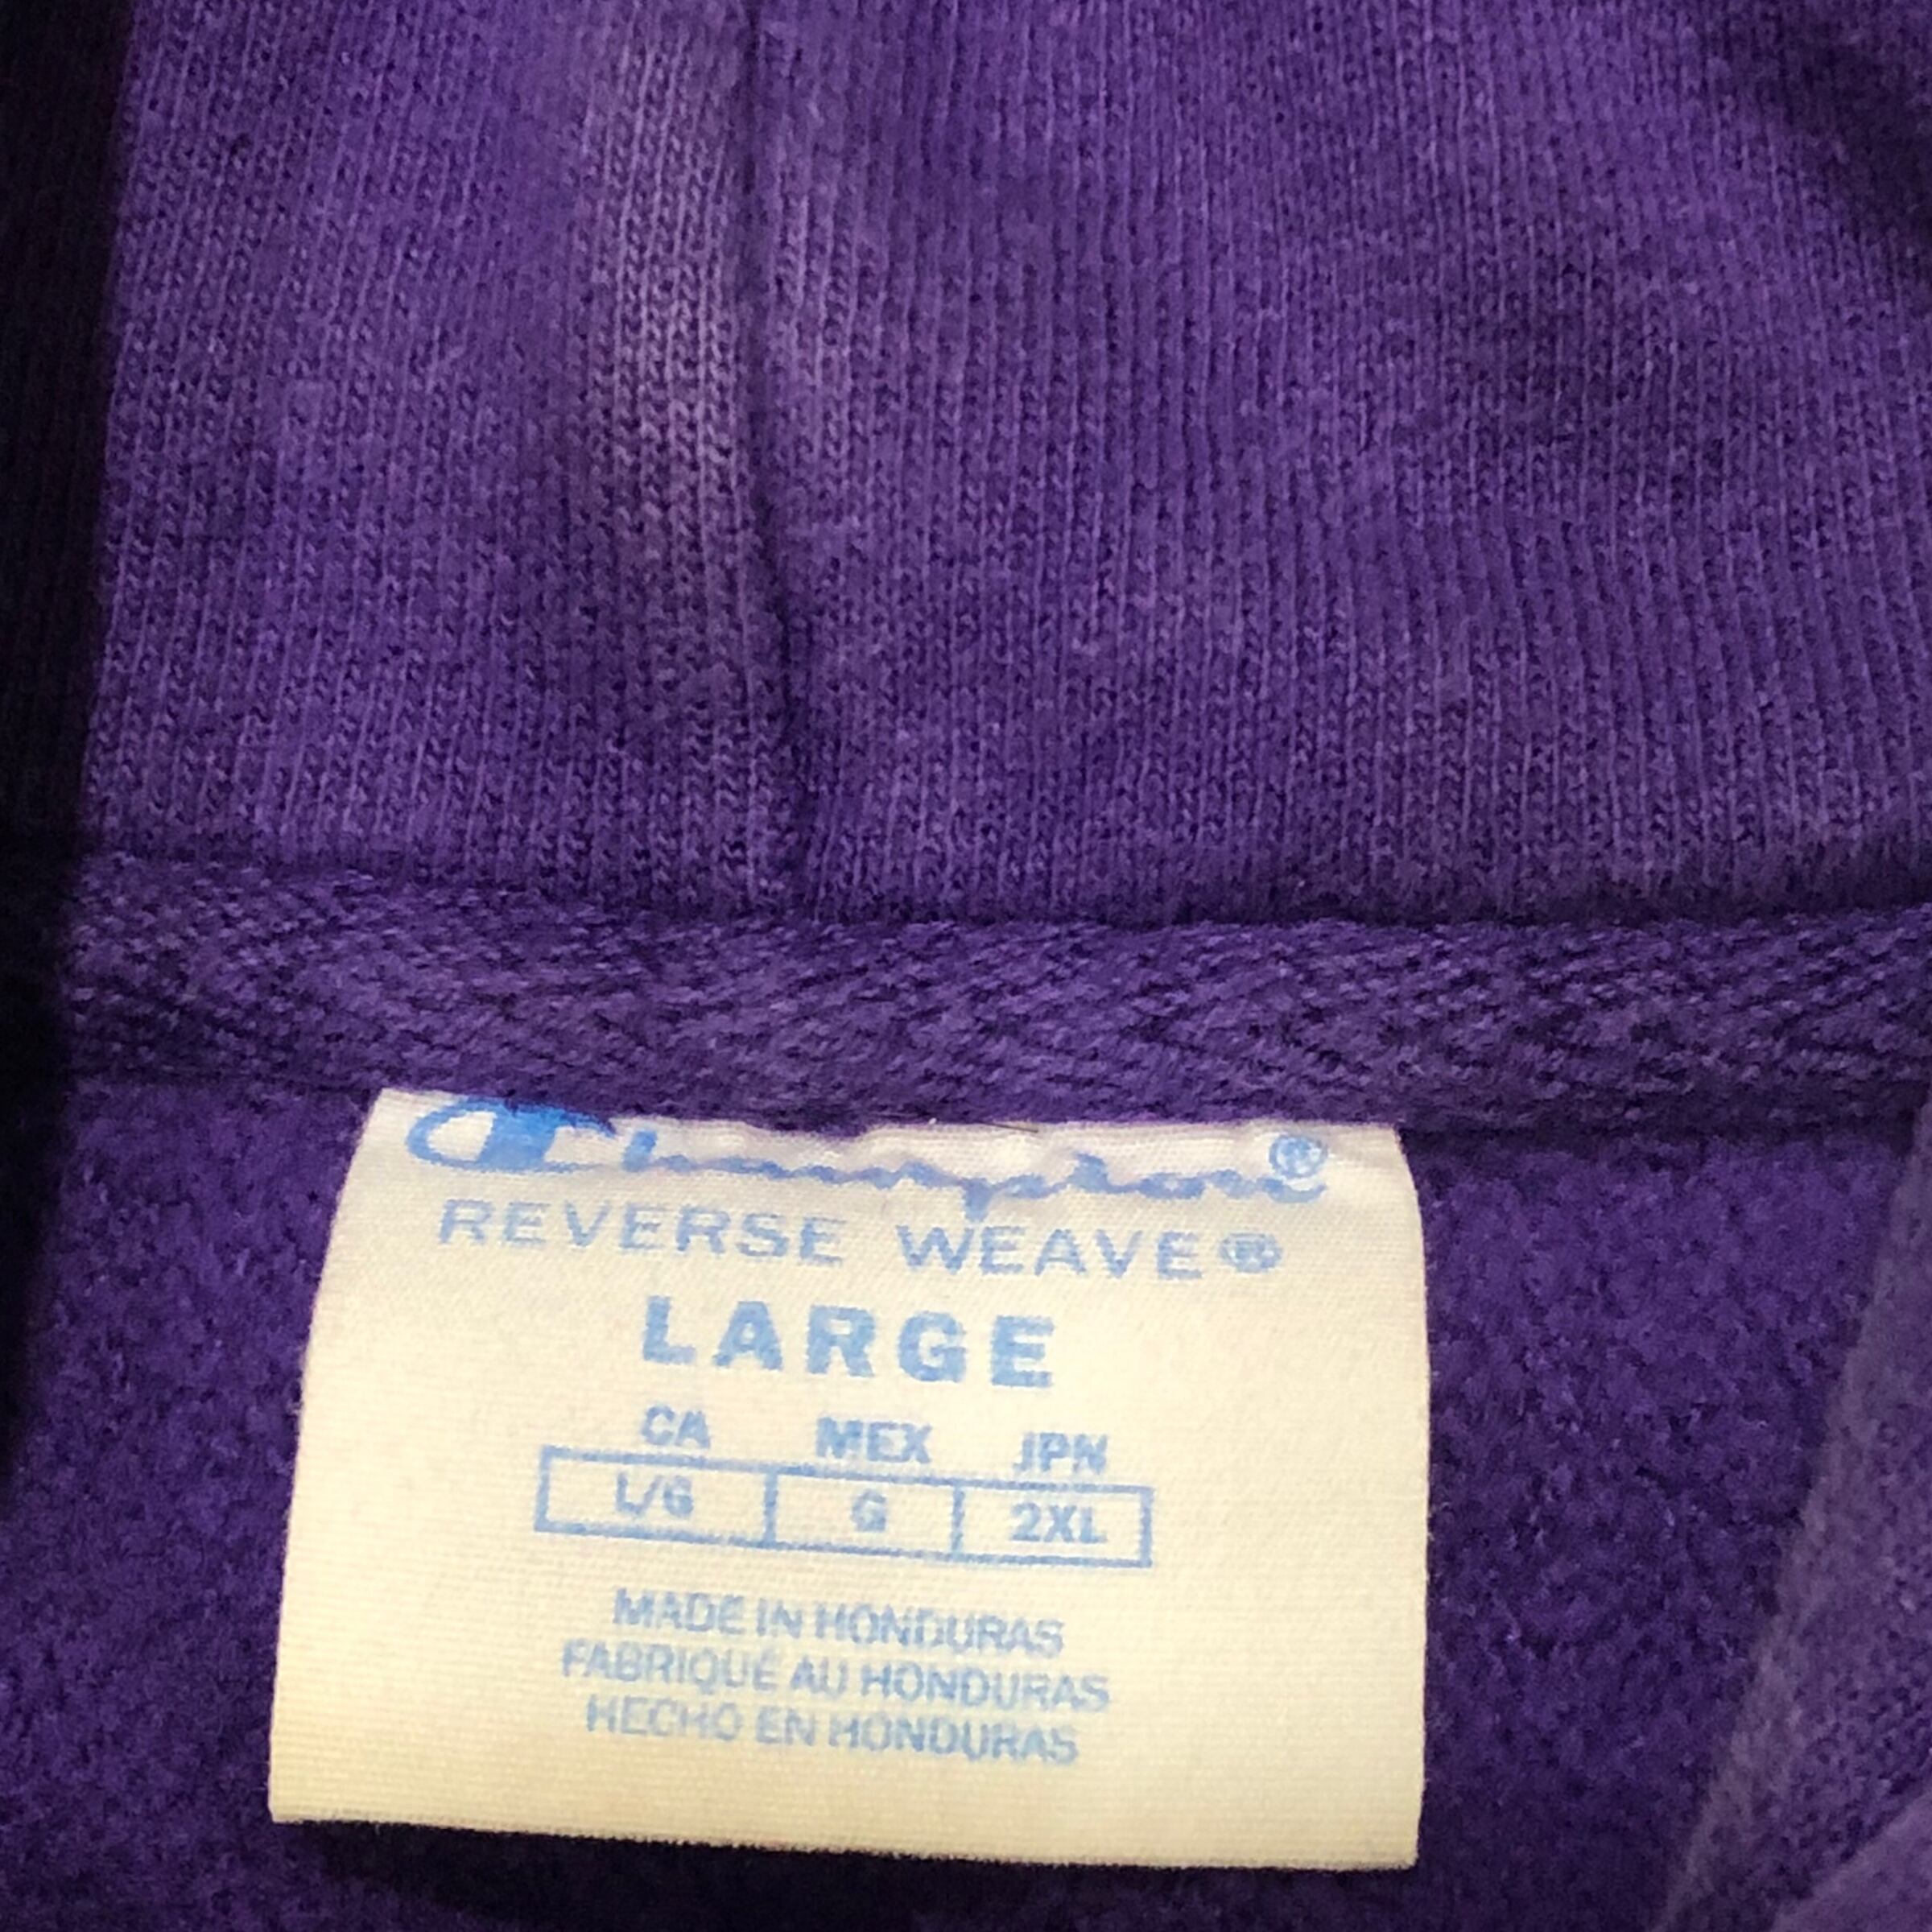 Champion®
REVERSE WEAVE®
LARGE
CA MEX JPN
L/G G 2XL
MADE IN HONDURAS
FABRIQUÉ AU HONDURAS
HECHO EN HONDURAS